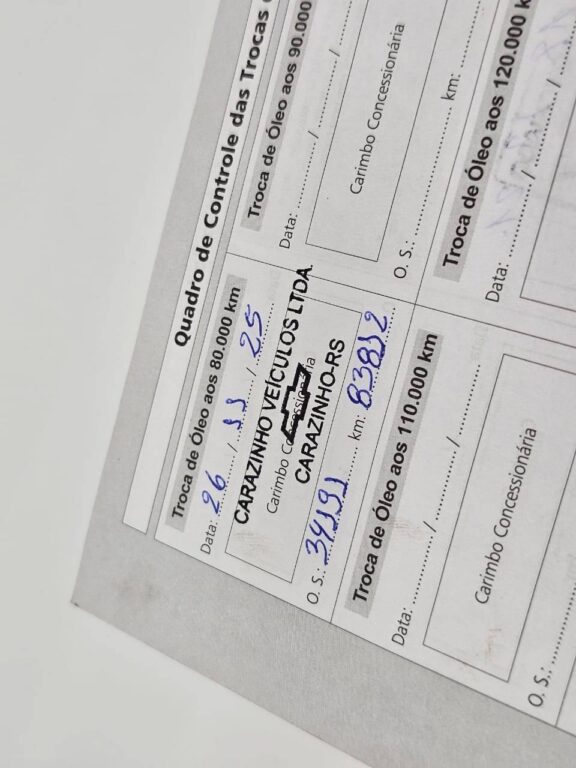 Quadro de Controle das Trocas
Troca de Óleo aos 80.000 km
Data: 26 / 11 / 25
CARAZINHO VEÍCULOS LTDA.
Carimbo Concessionária
CARAZINHO-RS
O. S.: 34191 km: 83812
Troca de Óleo aos 90.000
Data: / /
Carimbo Concessionária
O. S.: km:
Troca de Óleo aos 110.000 km
Data: / /
Carimbo Concessionária
O. S.:
Troca de Óleo aos 120.000 k
Data: / /